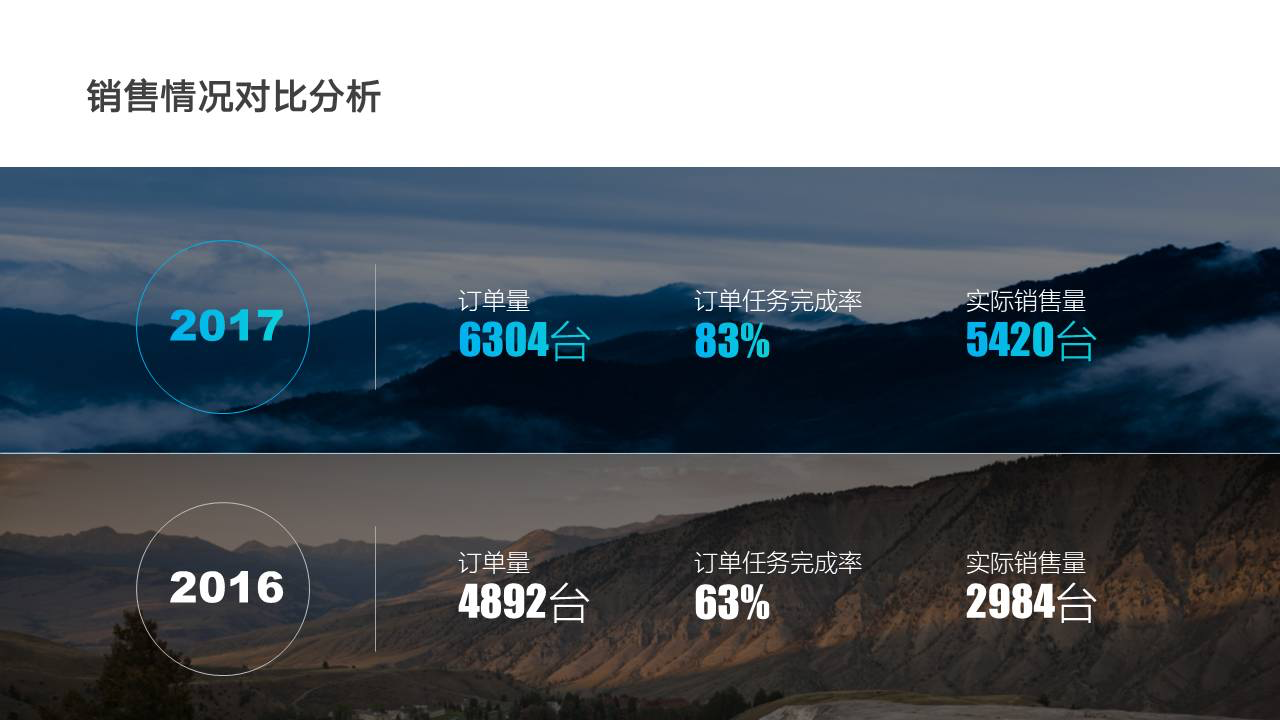 销售情况对比分析
2017
订单量
6304台
订单任务完成率
83%
实际销售量
5420台
2016
订单量
4892台
订单任务完成率
63%
实际销售量
2984台